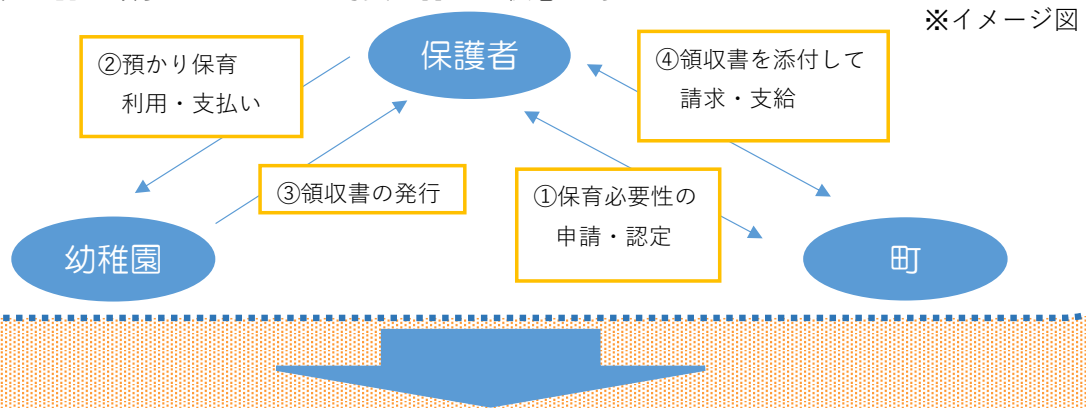 ※イメージ図
保護者
②預かり保育
利用・支払い
④領収書を添付して
請求・支給
③領収書の発行
①保育必要性の
申請・認定
幼稚園
町